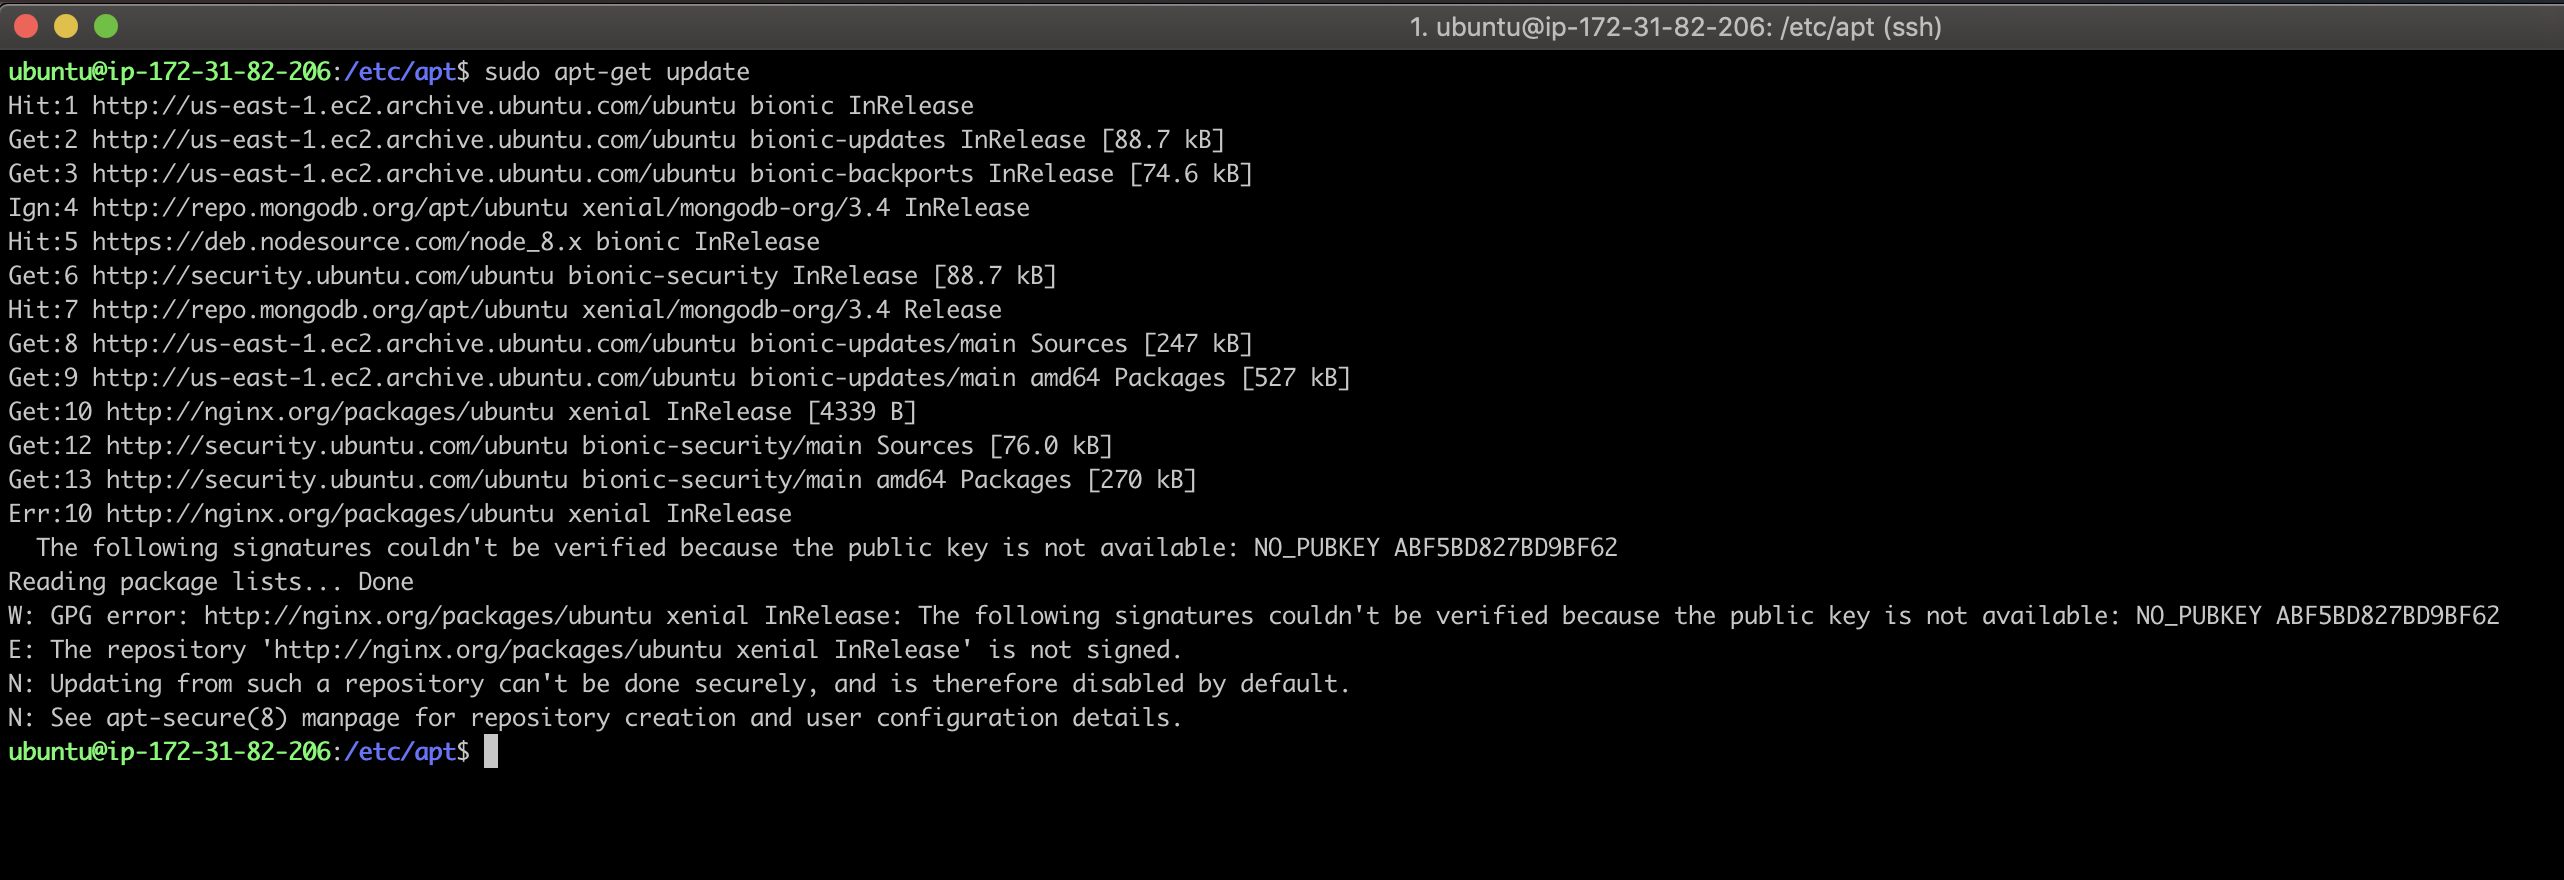 1. ubuntu@ip-172-31-82-206: /etc/apt (ssh)
ubuntu@ip-172-31-82-206:/etc/apt$ sudo apt-get update
Hit:1 http://us-east-1.ec2.archive.ubuntu.com/ubuntu bionic InRelease
Get:2 http://us-east-1.ec2.archive.ubuntu.com/ubuntu bionic-updates InRelease [88.7 kB]
Get:3 http://us-east-1.ec2.archive.ubuntu.com/ubuntu bionic-backports InRelease [74.6 kB]
Ign:4 http://repo.mongodb.org/apt/ubuntu xenial/mongodb-org/3.4 InRelease
Hit:5 https://deb.nodesource.com/node_8.x bionic InRelease
Get:6 http://security.ubuntu.com/ubuntu bionic-security InRelease [88.7 kB]
Hit:7 http://repo.mongodb.org/apt/ubuntu xenial/mongodb-org/3.4 Release
Get:8 http://us-east-1.ec2.archive.ubuntu.com/ubuntu bionic-updates/main Sources [247 kB]
Get:9 http://us-east-1.ec2.archive.ubuntu.com/ubuntu bionic-updates/main amd64 Packages [527 kB]
Get:10 http://nginx.org/packages/ubuntu xenial InRelease [4339 B]
Get:12 http://security.ubuntu.com/ubuntu bionic-security/main Sources [76.0 kB]
Get:13 http://security.ubuntu.com/ubuntu bionic-security/main amd64 Packages [270 kB]
Err:10 http://nginx.org/packages/ubuntu xenial InRelease
  The following signatures couldn't be verified because the public key is not available: NO_PUBKEY ABF5BD827BD9BF62
Reading package lists... Done
W: GPG error: http://nginx.org/packages/ubuntu xenial InRelease: The following signatures couldn't be verified because the public key is not available: NO_PUBKEY ABF5BD827BD9BF62
E: The repository 'http://nginx.org/packages/ubuntu xenial InRelease' is not signed.
N: Updating from such a repository can't be done securely, and is therefore disabled by default.
N: See apt-secure(8) manpage for repository creation and user configuration details.
ubuntu@ip-172-31-82-206:/etc/apt$